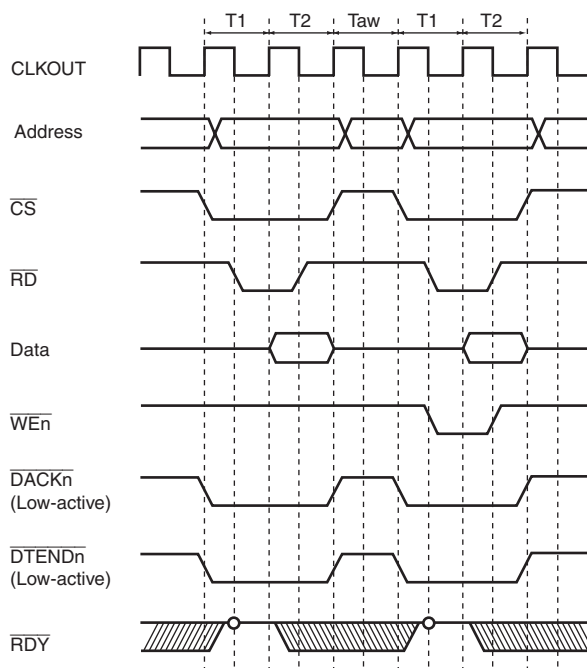 T1 T2 Taw T1 T2
CLKOUT
Address
CS
RD
Data
WEn
DACKn
(Low-active)
DTENDn
(Low-active)
RDY